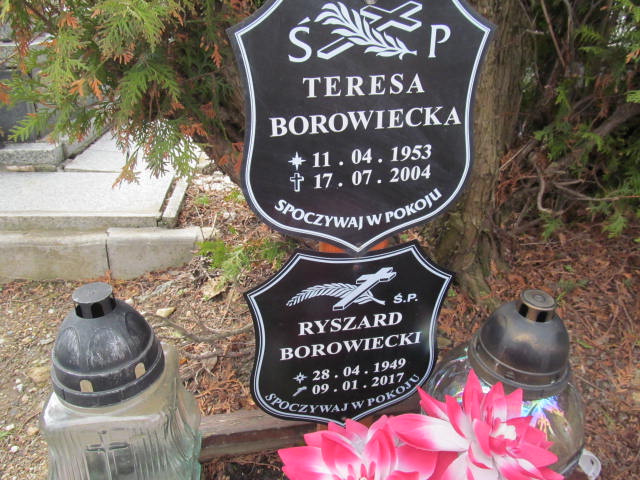 Ś P
TERESA
BOROWIECKA
11.04.1953
17.07.2004
SPOCZYWAJ W POKOJU
Ś.P.
RYSZARD
BOROWIECKI
28.04.1949
09.01.2017
SPOCZYWAJ W POKOJU